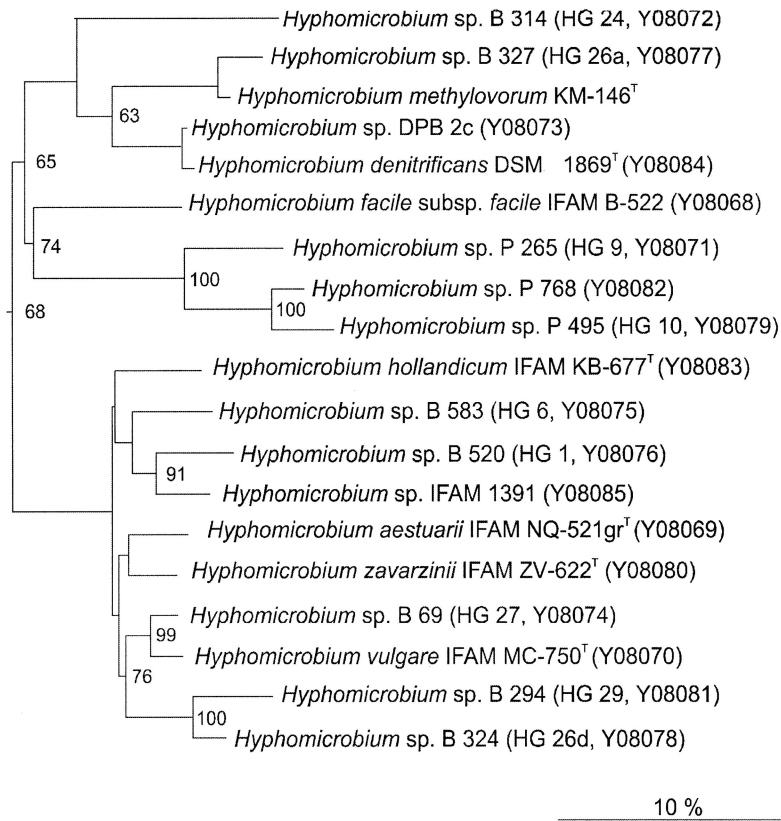 Hyphomicrobium sp. B 314 (HG 24, Y08072)
Hyphomicrobium sp. B 327 (HG 26a, Y08077)
Hyphomicrobium methylovorum KM-146ᵀ
63
Hyphomicrobium sp. DPB 2c (Y08073)
65
Hyphomicrobium denitrificans DSM 1869ᵀ (Y08084)
Hyphomicrobium facile subsp. facile IFAM B-522 (Y08068)
74
Hyphomicrobium sp. P 265 (HG 9, Y08071)
100
Hyphomicrobium sp. P 768 (Y08082)
100
68
Hyphomicrobium sp. P 495 (HG 10, Y08079)
Hyphomicrobium hollandicum IFAM KB-677ᵀ (Y08083)
Hyphomicrobium sp. B 583 (HG 6, Y08075)
Hyphomicrobium sp. B 520 (HG 1, Y08076)
91
Hyphomicrobium sp. IFAM 1391 (Y08085)
Hyphomicrobium aestuarii IFAM NQ-521grᵀ (Y08069)
Hyphomicrobium zavarzinii IFAM ZV-622ᵀ (Y08080)
Hyphomicrobium sp. B 69 (HG 27, Y08074)
99
Hyphomicrobium vulgare IFAM MC-750ᵀ (Y08070)
76
Hyphomicrobium sp. B 294 (HG 29, Y08081)
100
Hyphomicrobium sp. B 324 (HG 26d, Y08078)
10 %